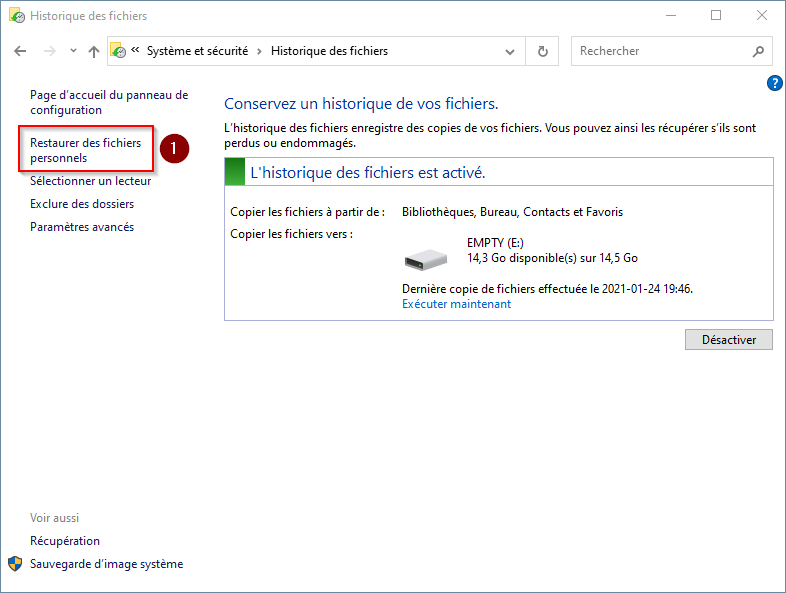 Historique des fichiers
« Système et sécurité › Historique des fichiers
Rechercher
?
Page d’accueil du panneau de
configuration
Restaurer des fichiers
personnels
1
Sélectionner un lecteur
Exclure des dossiers
Paramètres avancés
Conservez un historique de vos fichiers.
L’historique des fichiers enregistre des copies de vos fichiers. Vous pouvez ainsi les récupérer s’ils sont
perdus ou endommagés.
L'historique des fichiers est activé.
Copier les fichiers à partir de :
Bibliothèques, Bureau, Contacts et Favoris
Copier les fichiers vers :
EMPTY (E:)
14,3 Go disponible(s) sur 14,5 Go
Dernière copie de fichiers effectuée le 2021-01-24 19:46.
Exécuter maintenant
Désactiver
Voir aussi
Récupération
Sauvegarde d’image système